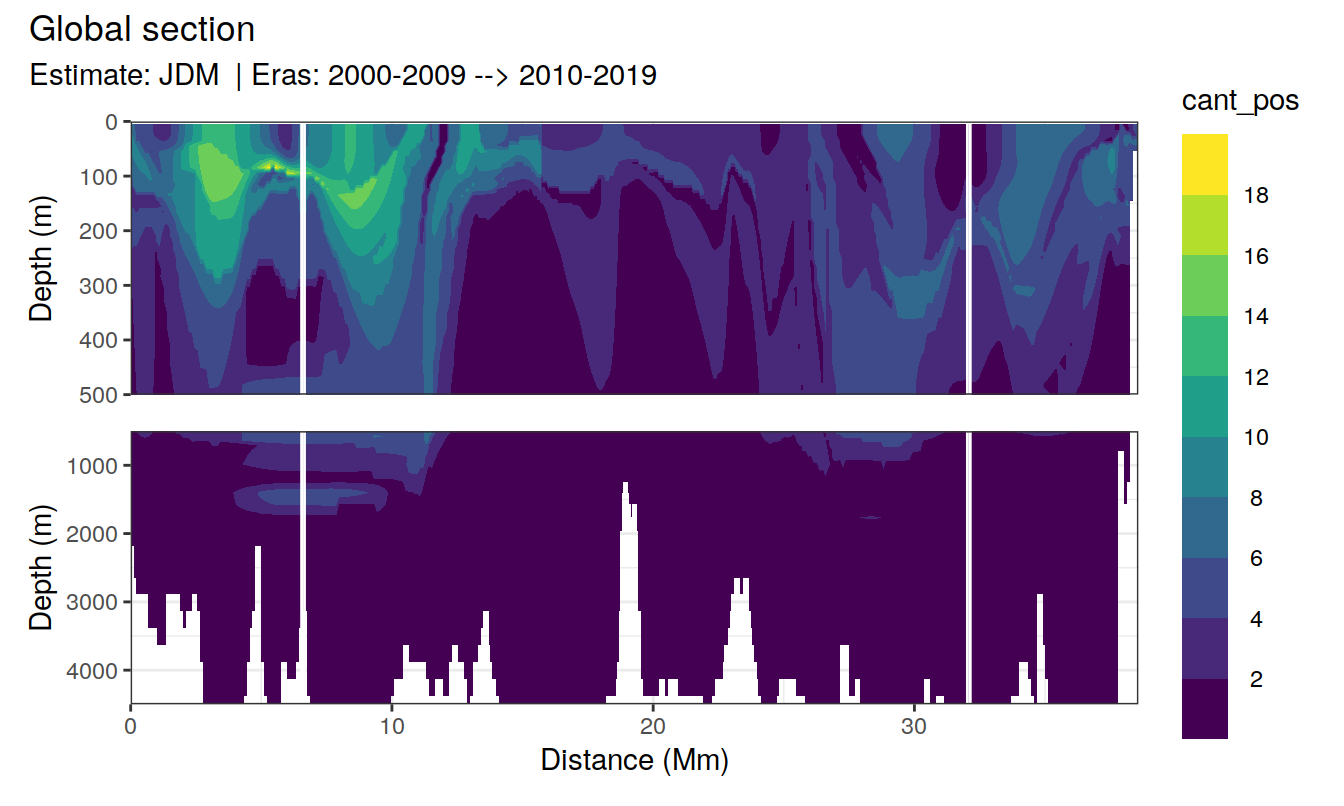 Global section
Estimate: JDM | Eras: 2000-2009 --> 2010-2019
cant_pos
Depth (m)
0
100
200
300
400
500
Depth (m)
1000
2000
3000
4000
0 10 20 30
Distance (Mm)
18
16
14
12
10
8
6
4
2